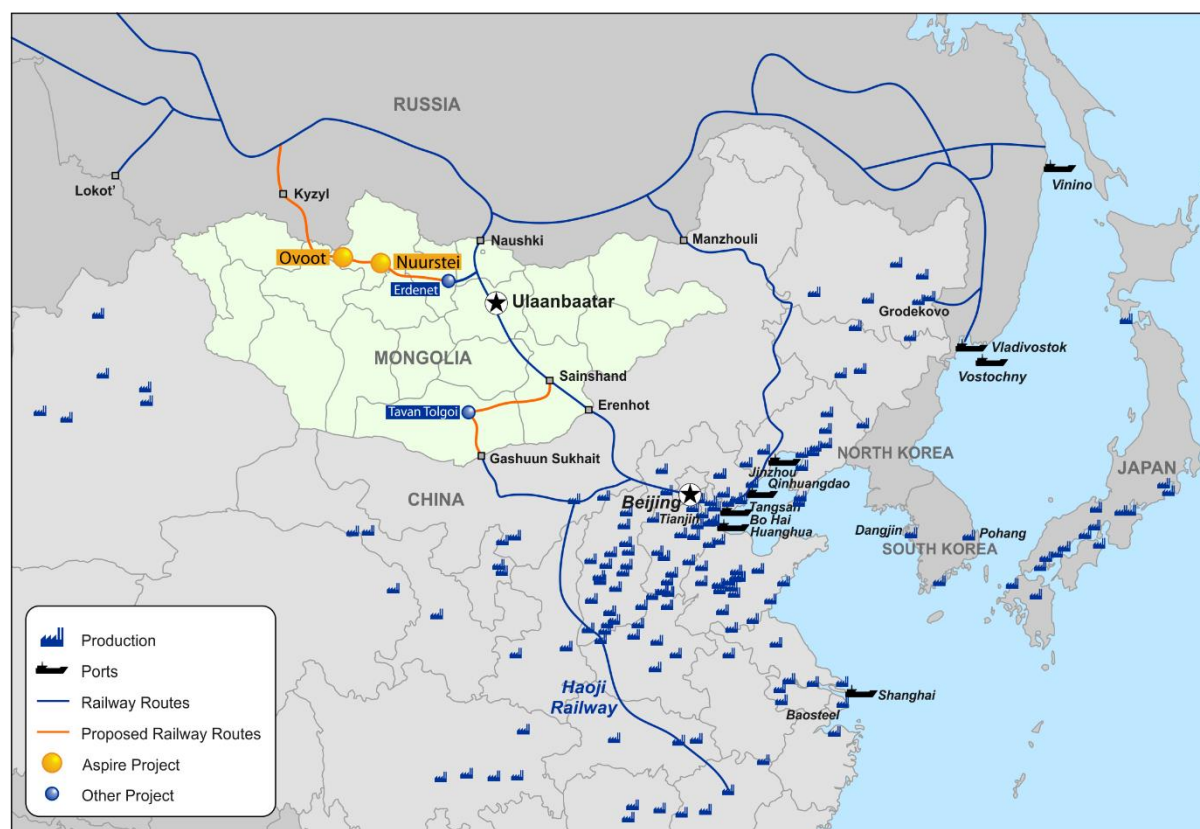 RUSSIA
Lokot'
Kyzyl
Vinino
Ovoot
Nuurstei
Naushki
Manzhouli
Erdenet
Ulaanbaatar
Grodekovo
MONGOLIA
Vladivostok
Vostochny
Sainshand
Tavan Tolgoi
Erenhot
Gashuun Sukhait
NORTH KOREA
JAPAN
Jinzhou
Qinhuangdao
CHINA
Beijing
Tangsan
Tianjin
Bo Hai
Huanghua
Dangjin
Pohang
SOUTH KOREA
Haoji
Railway
Shanghai
Baosteel
Production
Ports
Railway Routes
Proposed Railway Routes
Aspire Project
Other Project